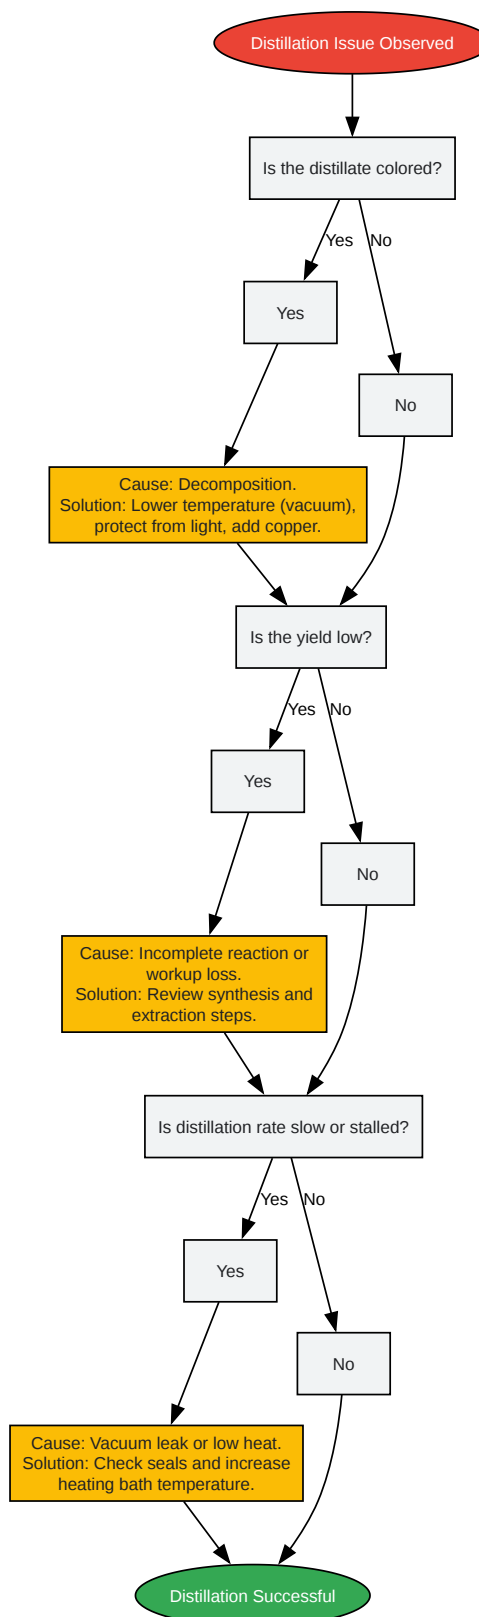 Distillation Issue Observed
Is the distillate colored?
Yes
No
Yes
No
Cause: Decomposition.
Solution: Lower temperature (vacuum),
protect from light, add copper.
Is the yield low?
Yes
No
Yes
No
Cause: Incomplete reaction or
workup loss.
Solution: Review synthesis and
extraction steps.
Is distillation rate slow or stalled?
Yes
No
Yes
No
Cause: Vacuum leak or low heat.
Solution: Check seals and increase
heating bath temperature.
Distillation Successful